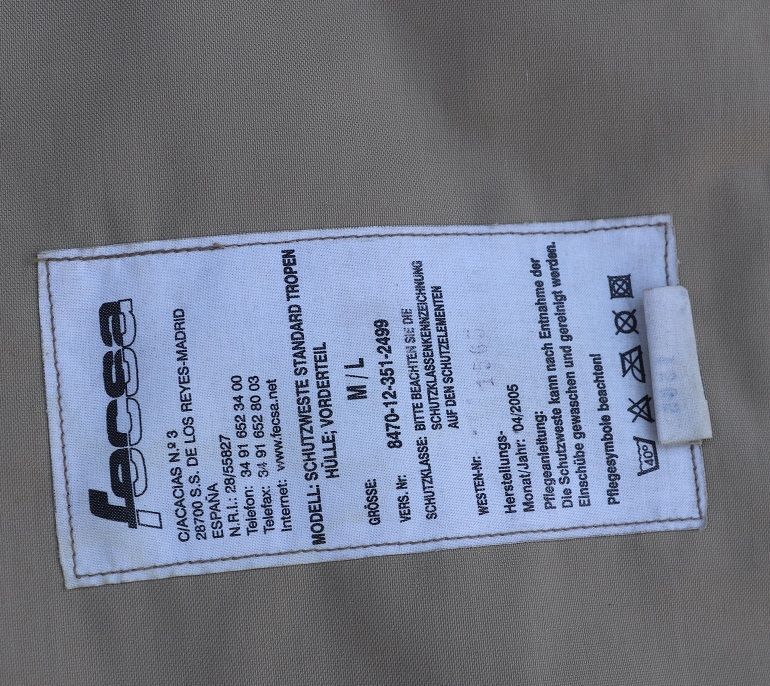 fecsa
C/ACACIAS N.º 3
28700 S.S. DE LOS REYES-MADRID
ESPAÑA
N.R.I.: 28/55827
Telefon: 34 91 652 34 00
Telefax: 34 91 652 80 03
Internet: www.fecsa.net
MODELL: SCHUTZWESTE STANDARD TROPEN
HÜLLE; VORDERTEIL
GRÖSSE: M / L
VERS. Nr: 8470-12-351-2499
SCHUTZKLASSE: BITTE BEACHTEN SIE DIE
SCHUTZKLASSENKENNZEICHNUNG
AUF DEN SCHUTZELEMENTEN
WESTEN-Nr:
Herstellungs-
Monat/Jahr: 04/2005
Pflegeanleitung:
Die Schutzweste kann nach Entnahme der
Einschübe gewaschen und gereinigt werden.
Pflegesymbole beachten!
40°